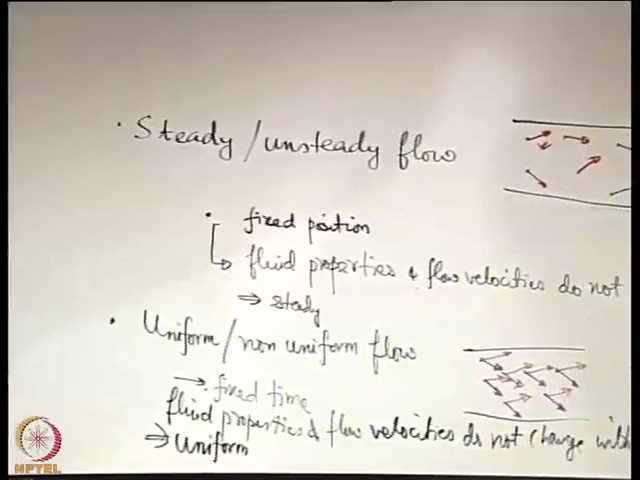 • Steady/unsteady flow
• fixed position
↳ fluid properties & flow velocities do not
⇒ steady
• Uniform/non uniform flow
→ fixed time
fluid properties & flow velocities do not change with
⇒ Uniform
NPTEL